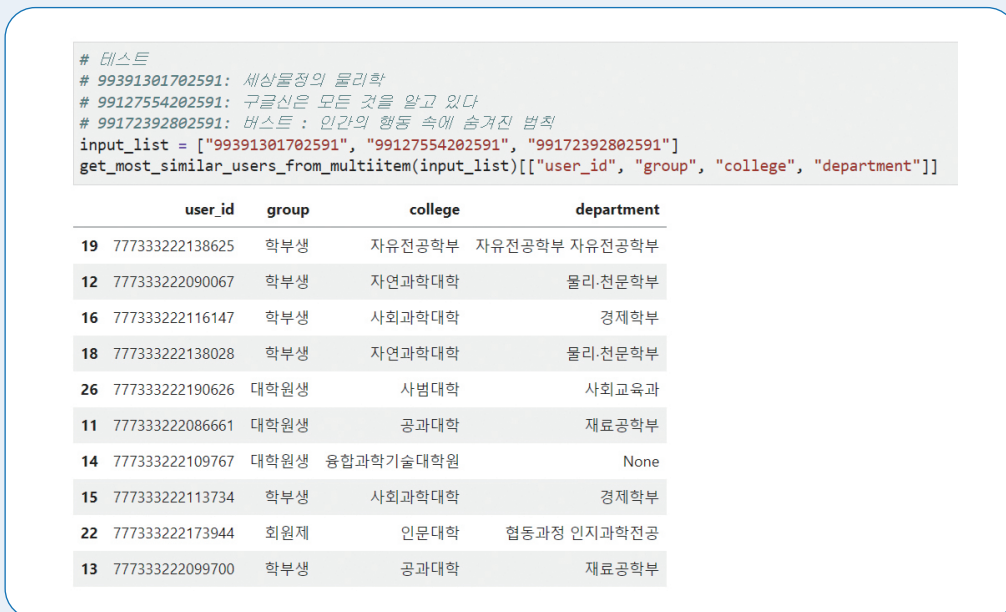 # 테스트
# 99391301702591: 세상물정의 물리학
# 99127554202591: 구글신은 모든 것을 알고 있다
# 99172392802591: 버스트 : 인간의 행동 속에 숨겨진 법칙
input_list = ["99391301702591", "99127554202591", "99172392802591"]
get_most_similar_users_from_multiitem(input_list)[["user_id", "group", "college", "department"]]
user_id group college department
19 777333222138625 학부생 자유전공학부 자유전공학부 자유전공학부
12 777333222090067 학부생 자연과학대학 물리·천문학부
16 777333222116147 학부생 사회과학대학 경제학부
18 777333222138028 학부생 자연과학대학 물리·천문학부
26 777333222190626 대학원생 사범대학 사회교육과
11 777333222086661 대학원생 공과대학 재료공학부
14 777333222109767 대학원생 융합과학기술대학원 None
15 777333222113734 학부생 사회과학대학 경제학부
22 777333222173944 회원제 인문대학 협동과정 인지과학전공
13 777333222099700 학부생 공과대학 재료공학부